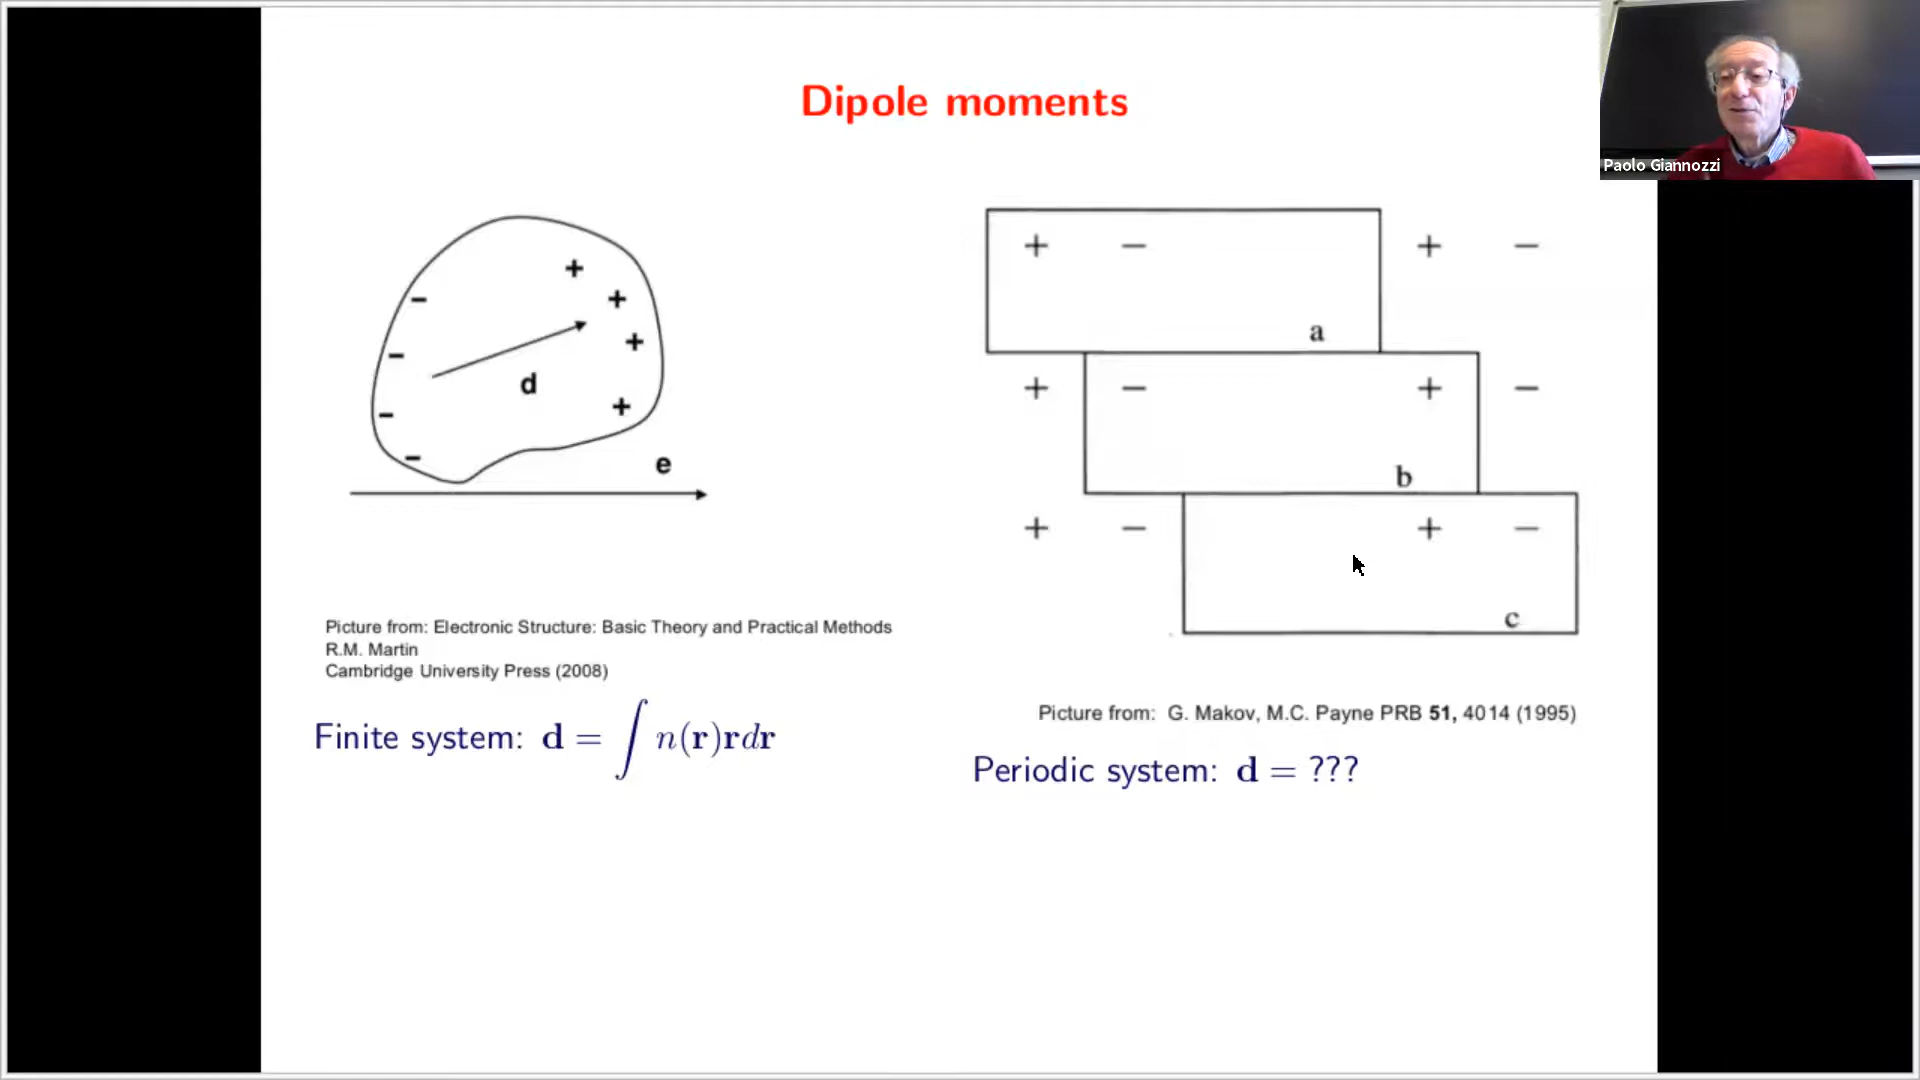 Dipole moments
Paolo Giannozzi
+
+
+
+
−
−
−
−
d
e
Picture from: Electronic Structure: Basic Theory and Practical Methods
R.M. Martin
Cambridge University Press (2008)
Finite system: d = ∫ n(r)rdr
+ − + −
a
+ − + −
b
+ − + −
c
Picture from: G. Makov, M.C. Payne PRB 51, 4014 (1995)
Periodic system: d = ???